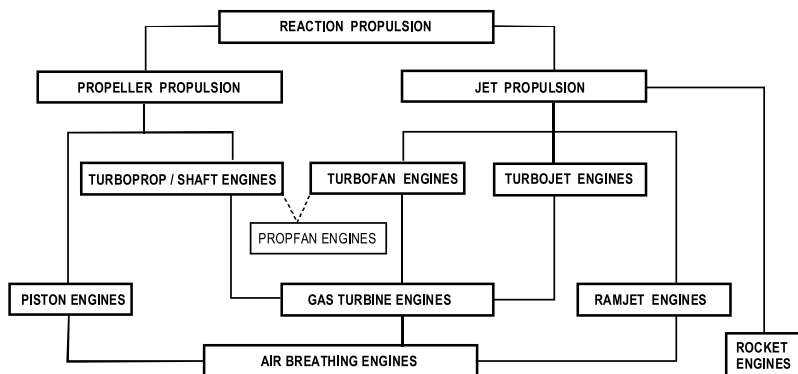 REACTION PROPULSION
PROPELLER PROPULSION
JET PROPULSION
TURBOPROP / SHAFT ENGINES
TURBOFAN ENGINES
TURBOJET ENGINES
PROPFAN ENGINES
PISTON ENGINES
GAS TURBINE ENGINES
RAMJET ENGINES
AIR BREATHING ENGINES
ROCKET
ENGINES